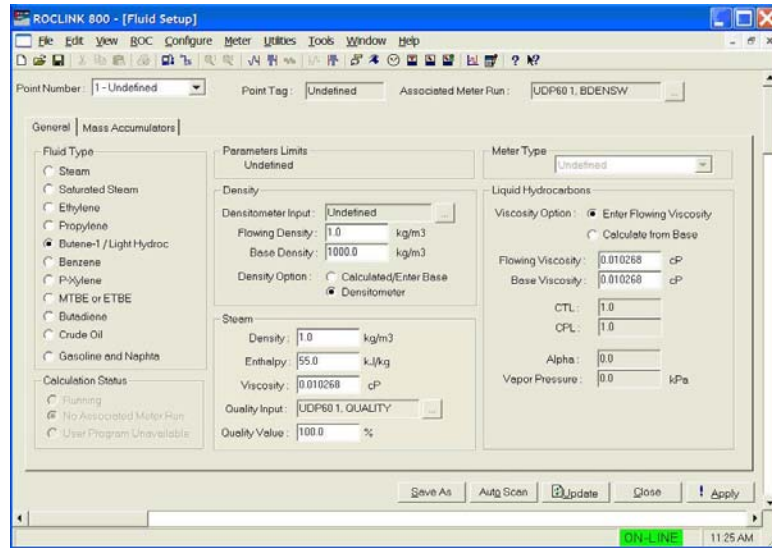 ROCLINK 800 - [Fluid Setup]
File Edit View ROC Configure Meter Utilities Tools Window Help
Point Number : 1 - Undefined Point Tag : Undefined Associated Meter Run : UDP60 1, BDENSW ...
General Mass Accumulators
Fluid Type
Steam
Saturated Steam
Ethylene
Propylene
Butene-1 / Light Hydroc
Benzene
P-Xylene
MTBE or ETBE
Butadiene
Crude Oil
Gasoline and Naphta
Calculation Status
Running
No Associated Meter Run
User Program Unavailable
Parameters Limits
Undefined
Density
Densitometer Input : Undefined ...
Flowing Density : 1.0 kg/m3
Base Density : 1000.0 kg/m3
Density Option : Calculated/Enter Base
Densitometer
Steam
Density : 1.0 kg/m3
Enthalpy : 55.0 kJ/kg
Viscosity : 0.010268 cP
Quality Input : UDP60 1, QUALITY ...
Quality Value : 100.0 %
Meter Type
Undefined
Liquid Hydrocarbons
Viscosity Option : Enter Flowing Viscosity
Calculate from Base
Flowing Viscosity : 0.010268 cP
Base Viscosity : 0.010268 cP
CTL : 1.0
CPL : 1.0
Alpha : 0.0
Vapor Pressure : 0.0 kPa
Save As Auto Scan Update Close ! Apply
ON-LINE 11:25 AM